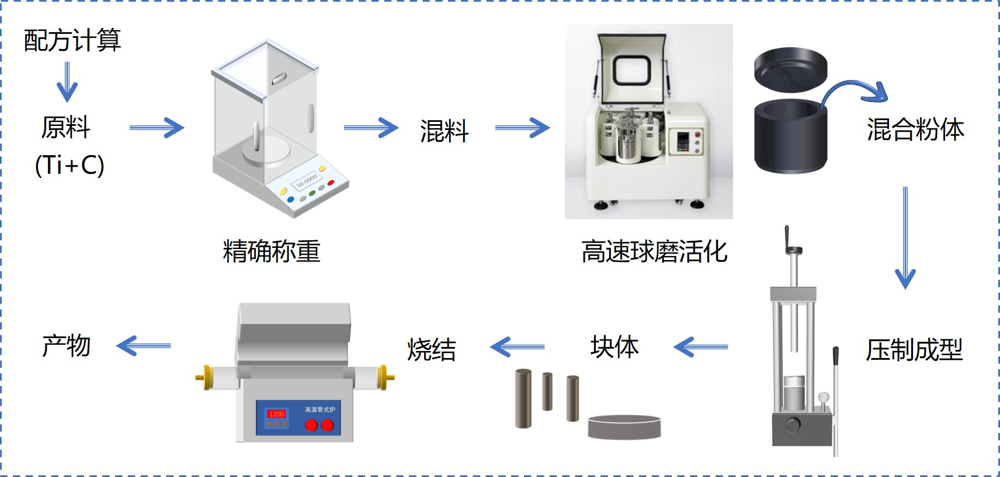 配方计算
原料
(Ti+C)
50.0000
精确称重
混料
高速球磨活化
混合粉体
压制成型
块体
烧结
高温管式炉
1200
产物